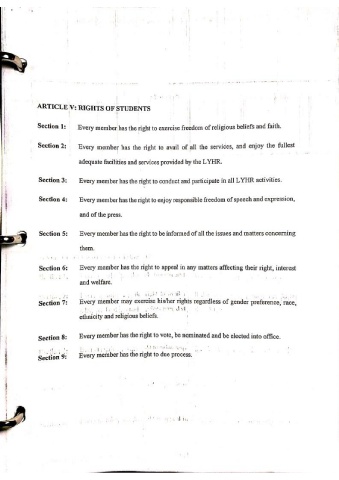 ARTICLE V: RIGHTS OF STUDENTS
Section 1: Every member has the right to exercise freedom of religious beliefs and faith.
Section 2: Every member has the right to avail of all the services, and enjoy the fullest
adequate facilities and services provided by the LYHR.
Section 3: Every member has the right to conduct and participate in all LYHR activities.
Section 4: Every member has the right to enjoy responsible freedom of speech and expression,
and of the press.
Section 5: Every member has the right to be informed of all the issues and matters concerning
them.
Section 6: Every member has the right to appeal in any matters affecting their right, interest
and welfare.
Section 7: Every member may exercise his/her rights regardless of gender preference, race,
ethnicity and religious beliefs.
Section 8: Every member has the right to vote, be nominated and be elected into office.
Section 9: Every member has the right to due process.